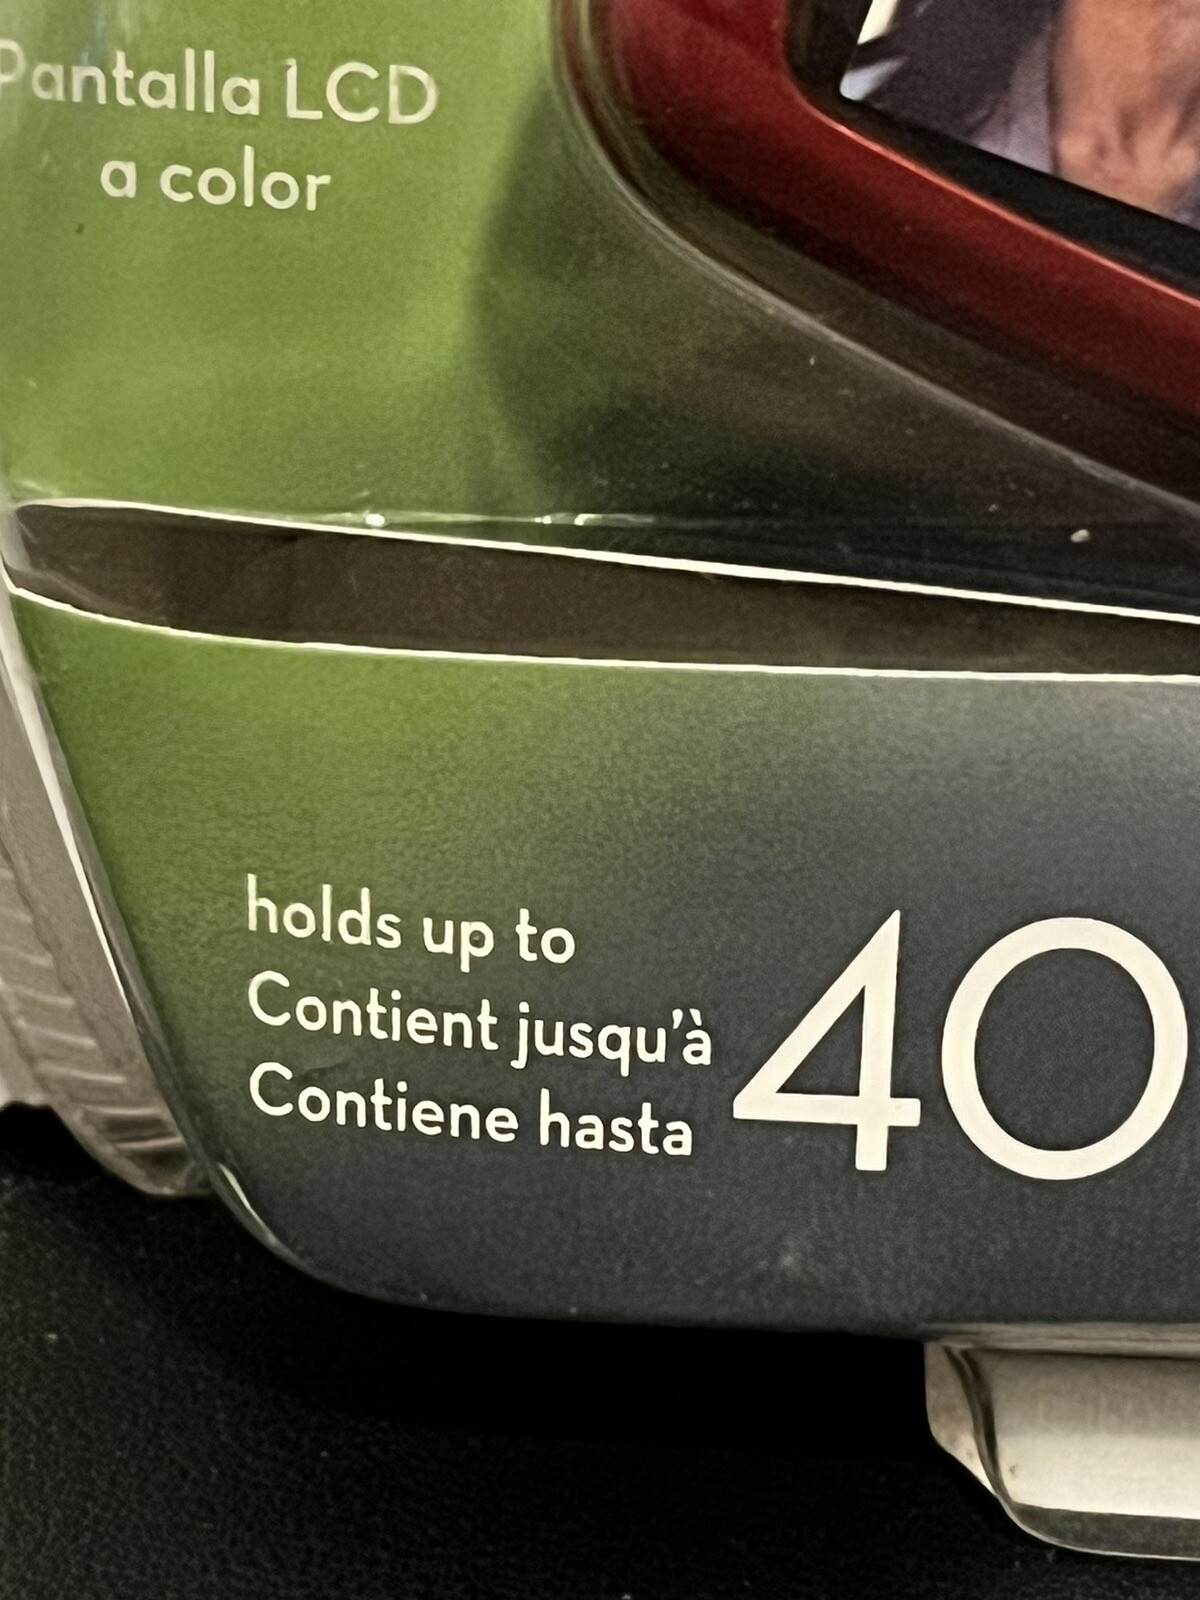 Pantalla LCD
a color
holds up to
Contient jusqu'à
Contiene hasta
40